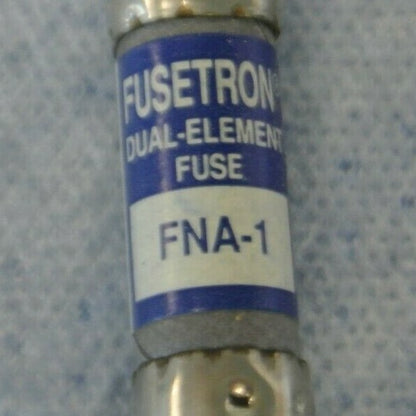 FUSETRON®
DUAL-ELEMENT
FUSE
FNA-1